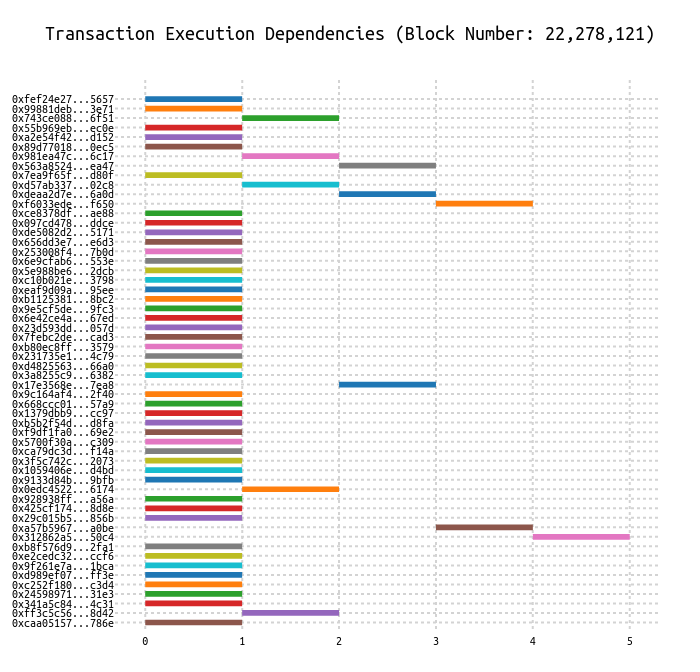 Transaction Execution Dependencies (Block Number: 22,278,121)
0xfef24e27...5657
0x99881deb...3e71
0x743ce088...6f51
0x55b969eb...ec0e
0xa2e54f42...d152
0x89d77018...0ec5
0x981ea47c...6c17
0x563a8524...ea47
0x7ea9f65f...d80f
0xd57ab337...02c8
0xdeaa2d7e...6a0d
0xf6033ede...f650
0xce8378df...ae88
0x097cd478...ddce
0xde5082d2...5171
0x656dd3e7...e6d3
0x253008f4...7b0d
0x6e9cfab6...553e
0x5e988be6...2dcb
0xc10b021e...3798
0xeaf9d09a...95ee
0xb1125381...8bc2
0x9e5cf5de...9fc3
0x6e42ce4a...67ed
0x23d593dd...057d
0x7febc2de...cad3
0xb80ec8ff...3579
0x231735e1...4c79
0xd4825563...66a0
0x3a8255c9...6382
0x17e3568e...7ea8
0x9c164af4...2f40
0x668ccc01...57a9
0x1379dbb9...cc97
0xb5b2f54d...d8fa
0xf9df1fa0...69e2
0x5700f30a...c309
0xca79dc3d...f14a
0x3f5c742c...2073
0x1059406e...d4bd
0x9133d84b...9bfb
0x0edc4522...6174
0x928938ff...a56a
0x425cf174...8d8e
0x29c015b5...856b
0xa57b5967...a0be
0x312862a5...50c4
0xb8f576d9...2fa1
0xe2cedc32...ccf6
0x9f261e7a...1bca
0xd989ef07...ff3e
0xc252f180...c3d4
0x24598971...31e3
0x341a5c84...4c31
0xff3c5c56...8d42
0xcaa05157...786e
0 1 2 3 4 5